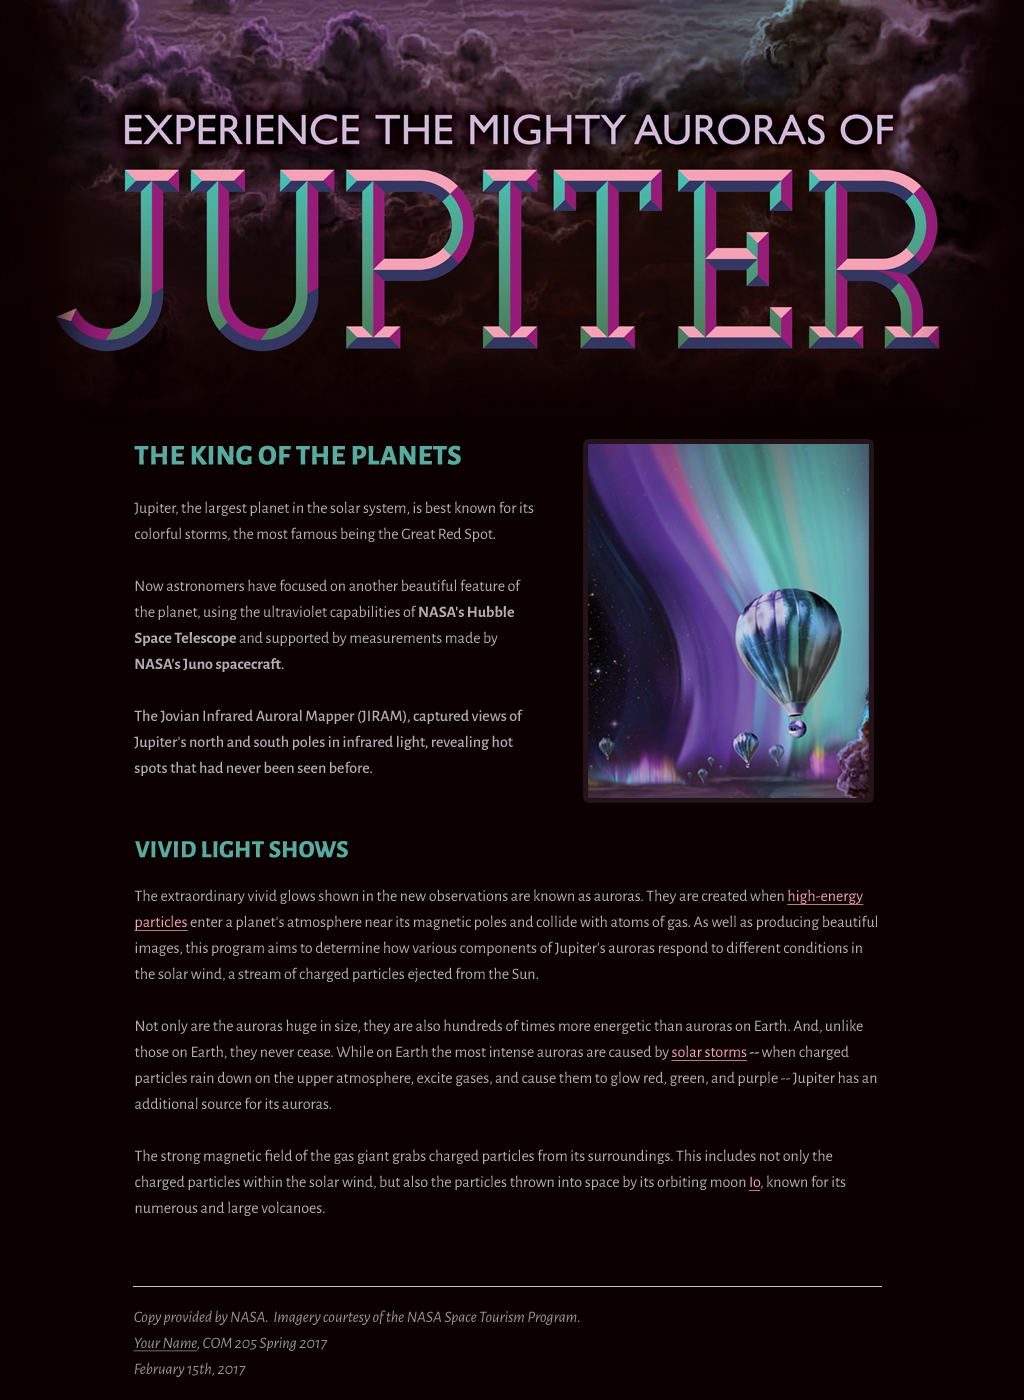 EXPERIENCE THE MIGHTY AURORAS OF
JUPITER
THE KING OF THE PLANETS
Jupiter, the largest planet in the solar system, is best known for its
colorful storms, the most famous being the Great Red Spot.
Now astronomers have focused on another beautiful feature of
the planet, using the ultraviolet capabilities of NASA's Hubble
Space Telescope and supported by measurements made by
NASA's Juno spacecraft.
The Jovian Infrared Auroral Mapper (JIRAM), captured views of
Jupiter's north and south poles in infrared light, revealing hot
spots that had never been seen before.
VIVID LIGHT SHOWS
The extraordinary vivid glows shown in the new observations are known as auroras. They are created when high-energy
particles enter a planet's atmosphere near its magnetic poles and collide with atoms of gas. As well as producing beautiful
images, this program aims to determine how various components of Jupiter's auroras respond to different conditions in
the solar wind, a stream of charged particles ejected from the Sun.
Not only are the auroras huge in size, they are also hundreds of times more energetic than auroras on Earth. And, unlike
those on Earth, they never cease. While on Earth the most intense auroras are caused by solar storms -- when charged
particles rain down on the upper atmosphere, excite gases, and cause them to glow red, green, and purple -- Jupiter has an
additional source for its auroras.
The strong magnetic field of the gas giant grabs charged particles from its surroundings. This includes not only the
charged particles within the solar wind, but also the particles thrown into space by its orbiting moon Io, known for its
numerous and large volcanoes.
Copy provided by NASA. Imagery courtesy of the NASA Space Tourism Program.
Your Name, COM 205 Spring 2017
February 15th, 2017